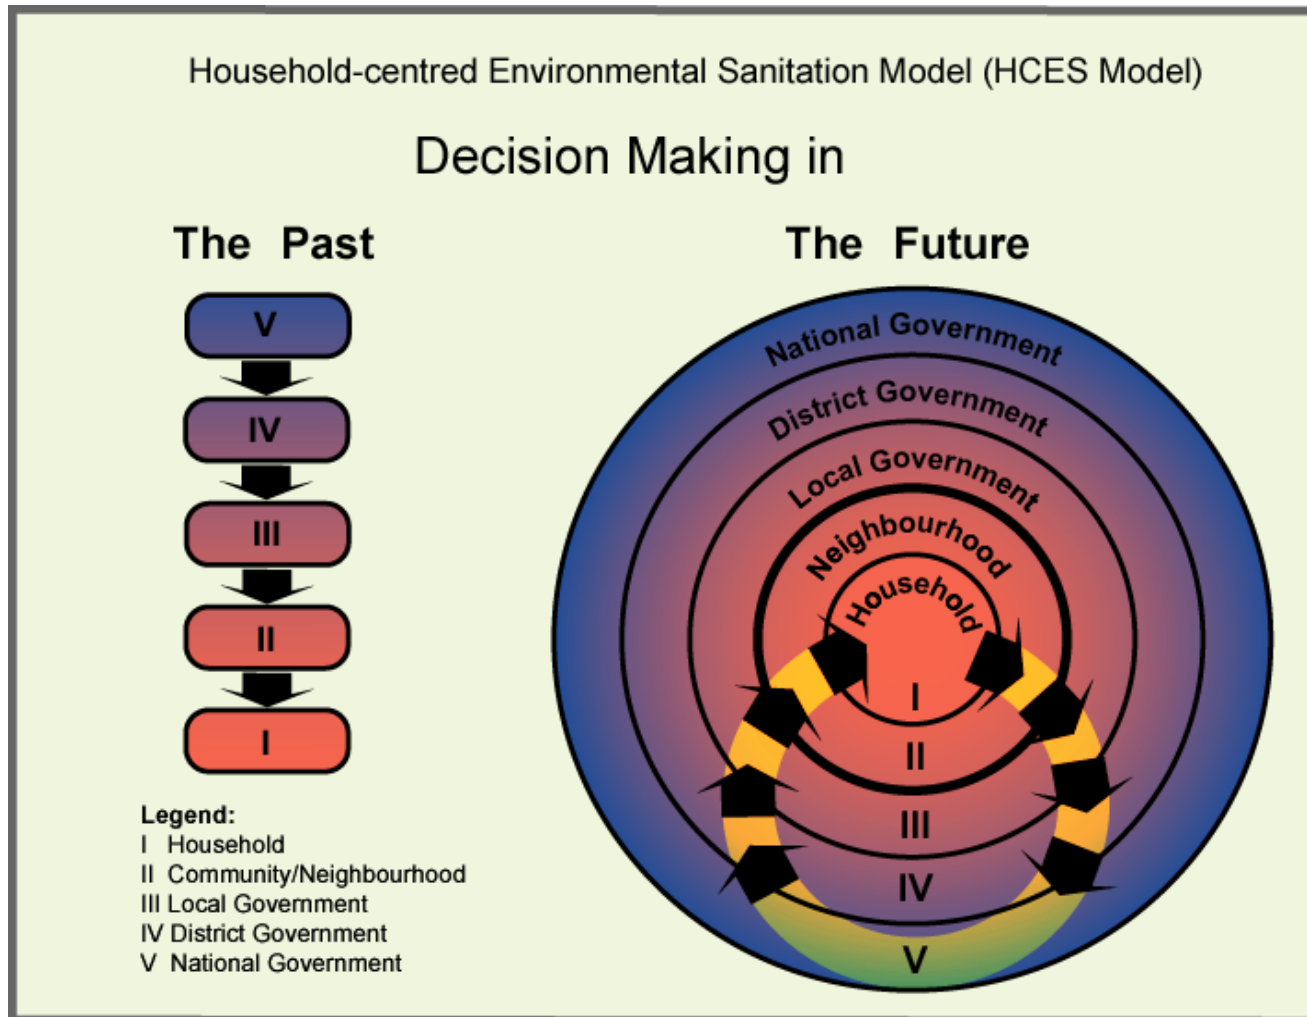 Household-centred Environmental Sanitation Model (HCES Model)
Decision Making in
The Past
V
IV
III
II
I
Legend:
I Household
II Community/Neighbourhood
III Local Government
IV District Government
V National Government
The Future
National Government
District Government
Local Government
Neighbourhood
Household
I
II
III
IV
V